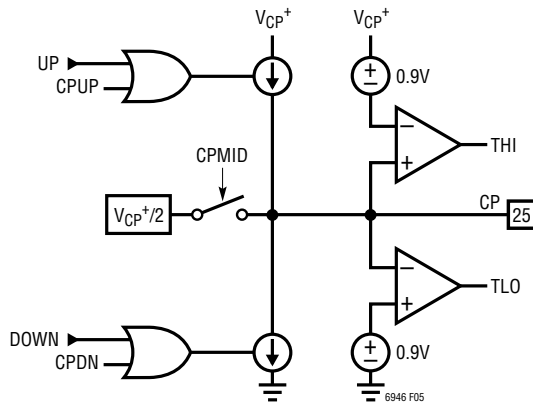 VCP+
VCP+
UP
CPUP
+
−
0.9V
−
+
THI
CPMID
VCP+/2
CP
25
−
+
TLO
DOWN
CPDN
+
−
0.9V
6946 F05